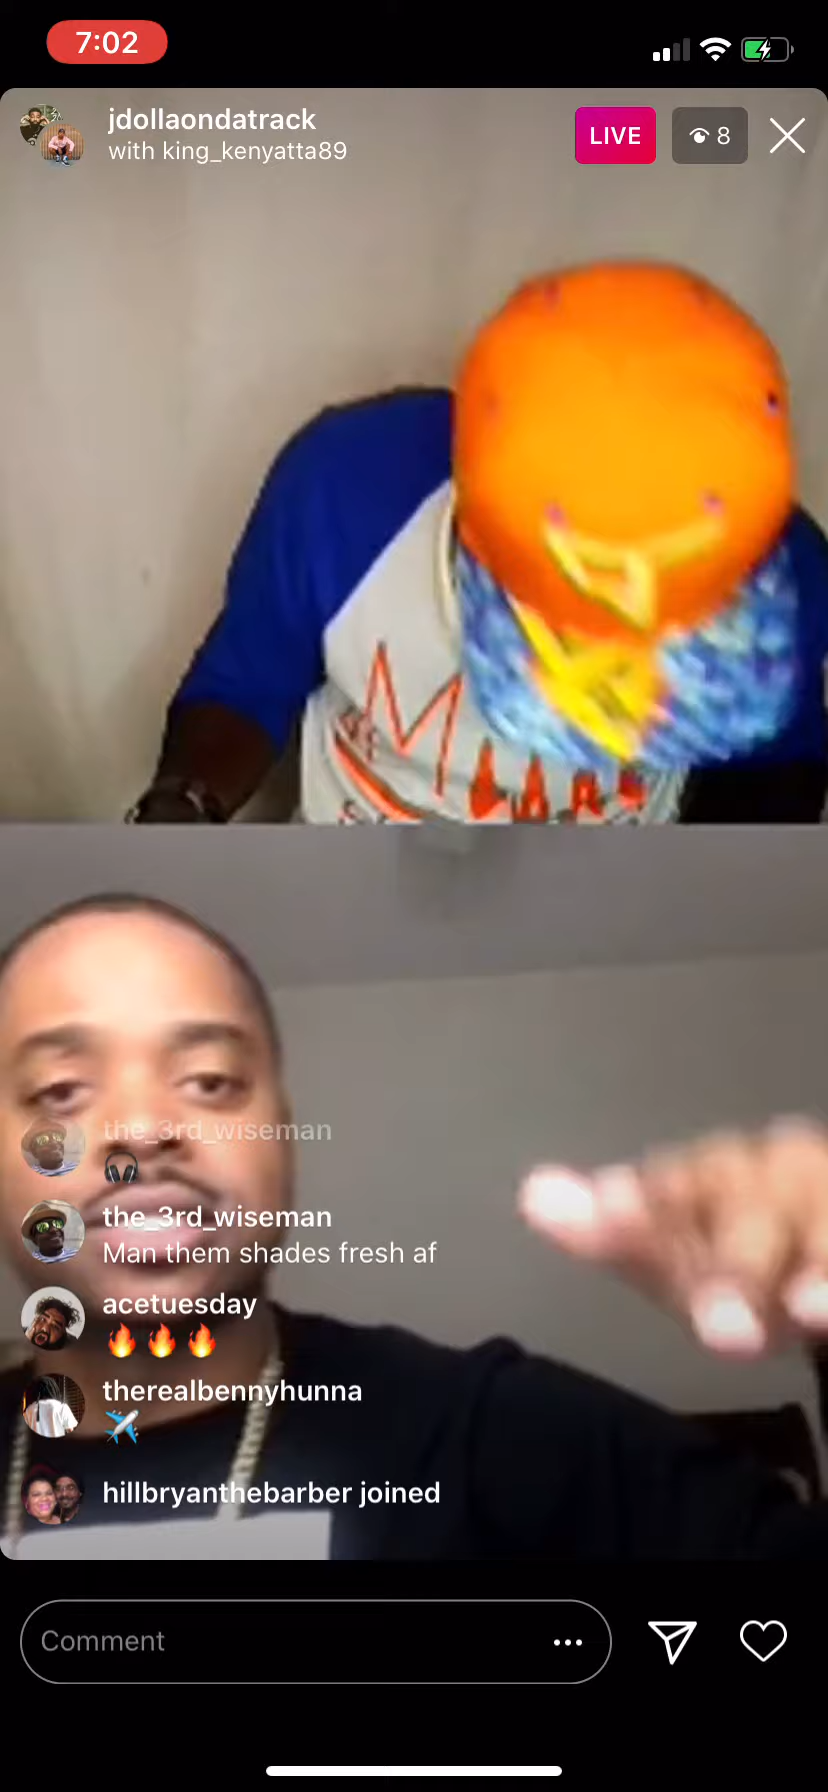 7:02
jdollaondatrack
with king_kenyatta89
LIVE
8
the_3rd_wiseman
the_3rd_wiseman
Man them shades fresh af
acetuesday
🔥🔥🔥
therealbennyhunna
✈️
hillbryanthebarber joined
Comment